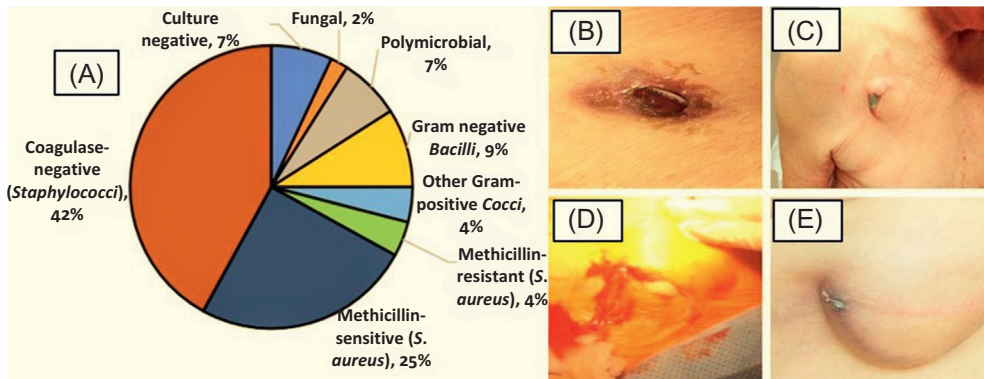 (A)
Culture
negative, 7%
Fungal, 2%
Polymicrobial,
7%
Gram negative
Bacilli, 9%
Other Gram-
positive Cocci,
4%
Methicillin-
resistant (S.
aureus), 4%
Methicillin-
sensitive (S.
aureus), 25%
Coagulase-
negative
(Staphylococci),
42%
(B)
(C)
(D)
(E)